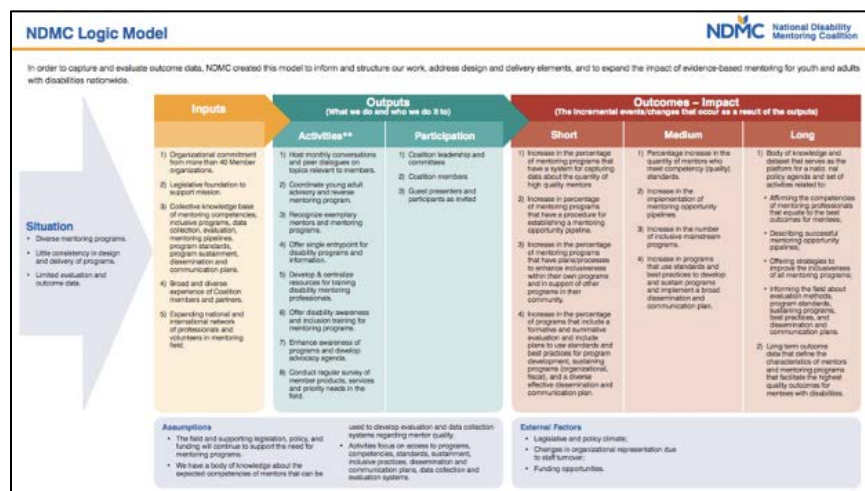 NDMC Logic Model
NDMC National Disability
Mentoring Coalition
In order to capture and evaluate outcome data, NDMC created this model to inform and structure our work, address design and delivery elements, and to expand the impact of evidence-based mentoring for youth and adults
with disabilities nationwide.
Situation
• Diverse mentoring programs.
• Little consistency in design
and delivery of programs.
• Limited evaluation and
outcome data.
Inputs
1) Organizational commitment
from more than 40 Member
organizations.
2) Legislative foundation to
support mission.
3) Collective knowledge base
of mentoring competencies,
inclusive programs, data
collection, evaluation,
mentoring pipelines,
program standards,
program sustainment,
dissemination and
communication plans.
4) Broad and diverse
experience of Coalition
members and partners.
5) Expanding national and
international network
of professionals and
volunteers in mentoring
field.
Outputs
(What we do and who we do it to)
Activities**
1) Host monthly conversations
and peer dialogues on
topics relevant to members.
2) Coordinate young adult
advisory and reverse
mentoring program.
3) Recognize exemplary
mentors and mentoring
programs.
4) Offer single entrypoint for
disability programs and
information.
5) Develop & centralize
resources for training
disability mentoring
professionals.
6) Offer disability awareness
and inclusion training for
mentoring programs.
7) Enhance awareness of
programs and develop
advocacy agenda.
8) Conduct regular survey of
member products, services
and priority needs in the
field.
Participation
1) Coalition leadership and
committees
2) Coalition members
3) Guest presenters and
participants as invited
Outcomes – Impact
(The incremental events/changes that occur as a result of the outputs)
Short
1) Increase in the percentage
of mentoring programs that
have a system for capturing
data about the quantity of
high quality mentors
2) Increase in percentage
of mentoring programs
that have a procedure for
establishing a mentoring
opportunity pipeline.
3) Increase in the percentage
of mentoring programs
that have plans/processes
to enhance inclusiveness
within their own programs
and in support of other
programs in their
community.
4) Increase in the percentage
of programs that include a
formative and summative
evaluation and include
plans to use standards and
best practices for program
development, sustaining
programs (organizational,
fiscal), and a diverse
effective dissemination and
communication plan.
Medium
1) Percentage increase in the
quantity of mentors who
meet competency (quality)
standards.
2) Increase in the
implementation of
mentoring opportunity
pipelines.
3) Increase in the number
of inclusive mainstream
programs.
4) Increase in programs
that use standards and
best practices to develop
and sustain programs
and implement a broad
dissemination and
communication plan.
Long
1) Body of knowledge and
dataset that serves as the
platform for a national
policy agenda and set of
activities related to:
• Affirming the competencies
of mentoring professionals
that equate to the best
outcomes for mentees;
• Describing successful
mentoring opportunity
pipelines;
• Offering strategies to
improve the inclusiveness
of all mentoring programs;
• Informing the field about
evaluation methods,
program standards,
sustaining programs,
best practices, and
dissemination and
communication plans.
2) Long-term outcome
data that define the
characteristics of mentors
and mentoring programs
that facilitate the highest
quality outcomes for
mentees with disabilities.
Assumptions
• The field and supporting legislation, policy, and
funding will continue to support the need for
mentoring programs.
• We have a body of knowledge about the
expected competencies of mentors that can be
used to develop evaluation and data collection
systems regarding mentor quality.
• Activities focus on access to programs,
competencies, standards, sustainment,
inclusive practices, dissemination and
communication plans, data collection and
evaluation systems.
External Factors
• Legislative and policy climate;
• Changes in organizational representation due
to staff turnover;
• Funding opportunities.